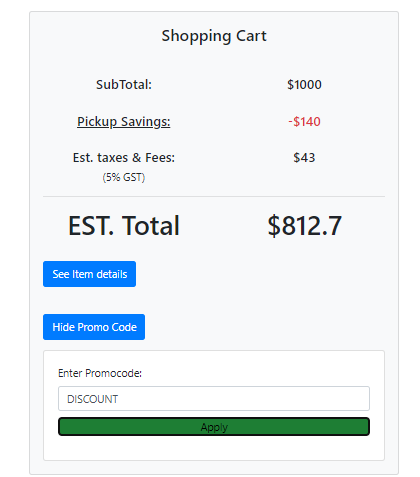 Shopping Cart
SubTotal: $1000
Pickup Savings: -$140
Est. taxes & Fees: $43
(5% GST)
EST. Total $812.7
See Item details
Hide Promo Code
Enter Promocode:
DISCOUNT
Apply